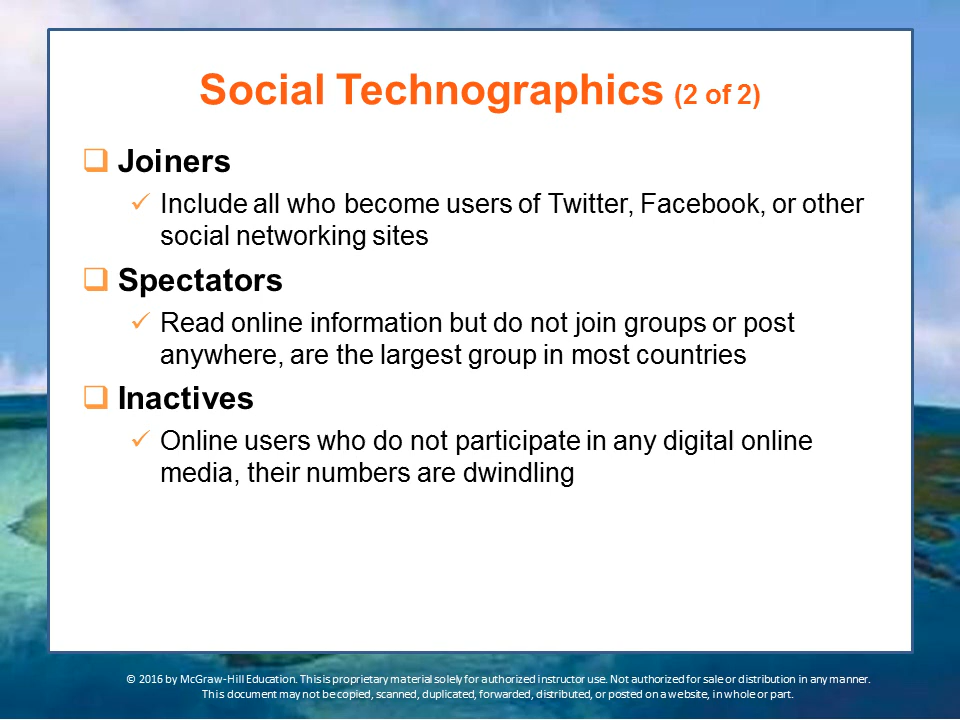 Social Technographics (2 of 2)
Joiners
Include all who become users of Twitter, Facebook, or other
social networking sites
Spectators
Read online information but do not join groups or post
anywhere, are the largest group in most countries
Inactives
Online users who do not participate in any digital online
media, their numbers are dwindling
© 2016 by McGraw-Hill Education. This is proprietary material solely for authorized instructor use. Not authorized for sale or distribution in any manner.
This document may not be copied, scanned, duplicated, forwarded, distributed, or posted on a website, in whole or part.